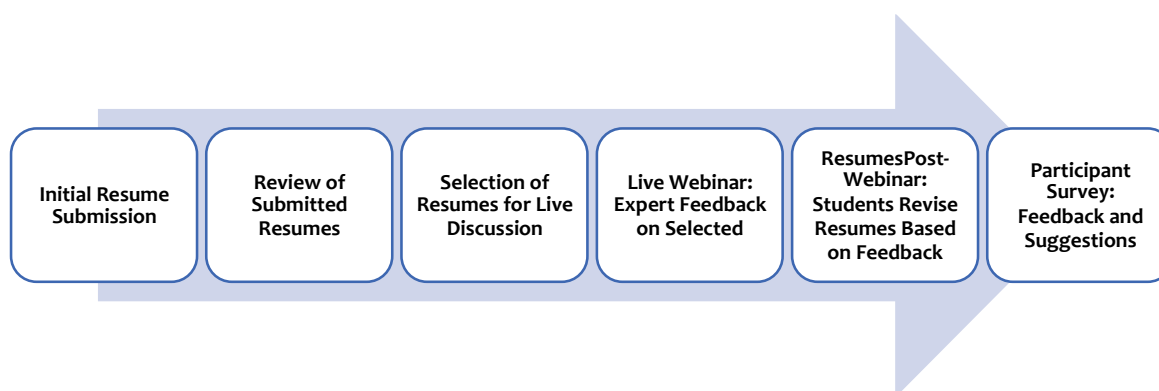 Initial Resume
Submission
Review of
Submitted
Resumes
Selection of
Resumes for Live
Discussion
Live Webinar:
Expert Feedback
on Selected
ResumesPost-
Webinar:
Students Revise
Resumes Based
on Feedback
Participant
Survey:
Feedback and
Suggestions